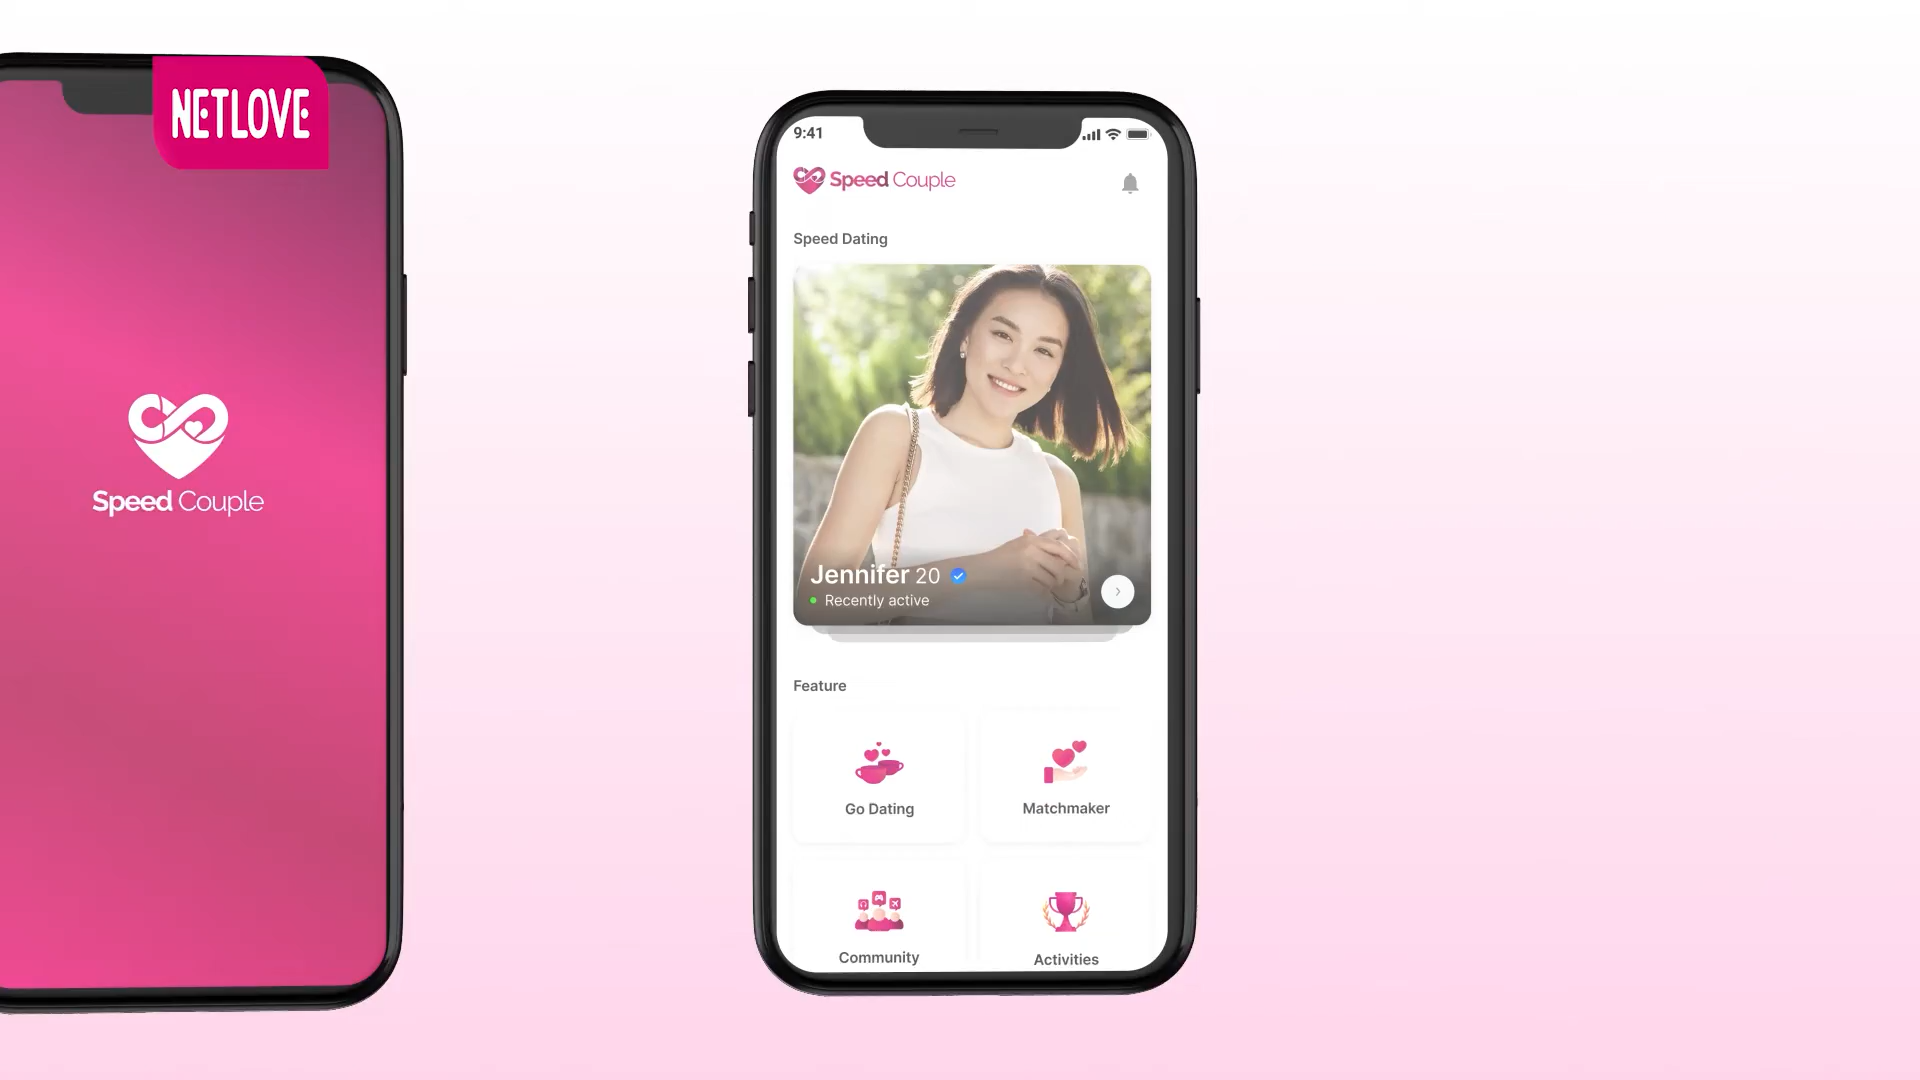 NETLOVE
Speed Couple
9:41
Speed Couple
Speed Dating
Jennifer 20
Recently active
Feature
Go Dating
Matchmaker
Community
Activities